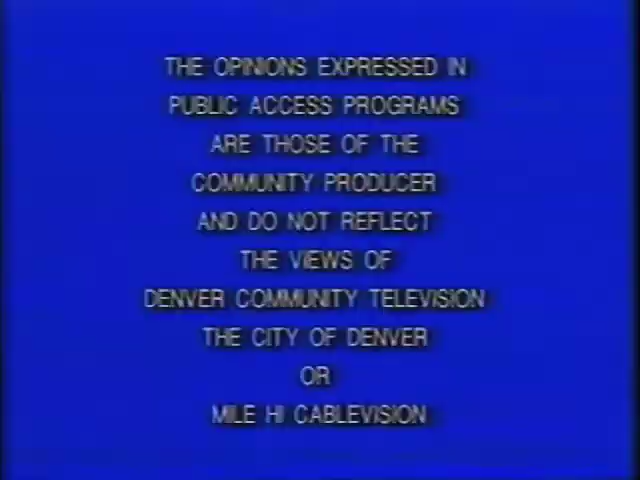 THE OPINIONS EXPRESSED IN
PUBLIC ACCESS PROGRAMS
ARE THOSE OF THE
COMMUNITY PRODUCER
AND DO NOT REFLECT
THE VIEWS OF
DENVER COMMUNITY TELEVISION
THE CITY OF DENVER
OR
MILE HI CABLEVISION